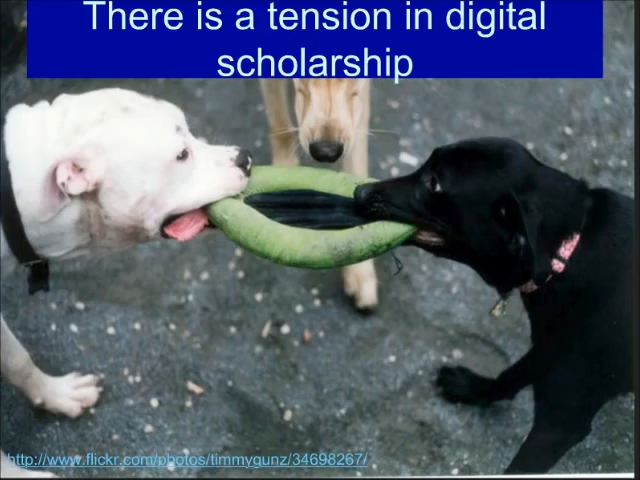 There is a tension in digital
scholarship
http://www.flickr.com/photos/timmygunz/34698267/